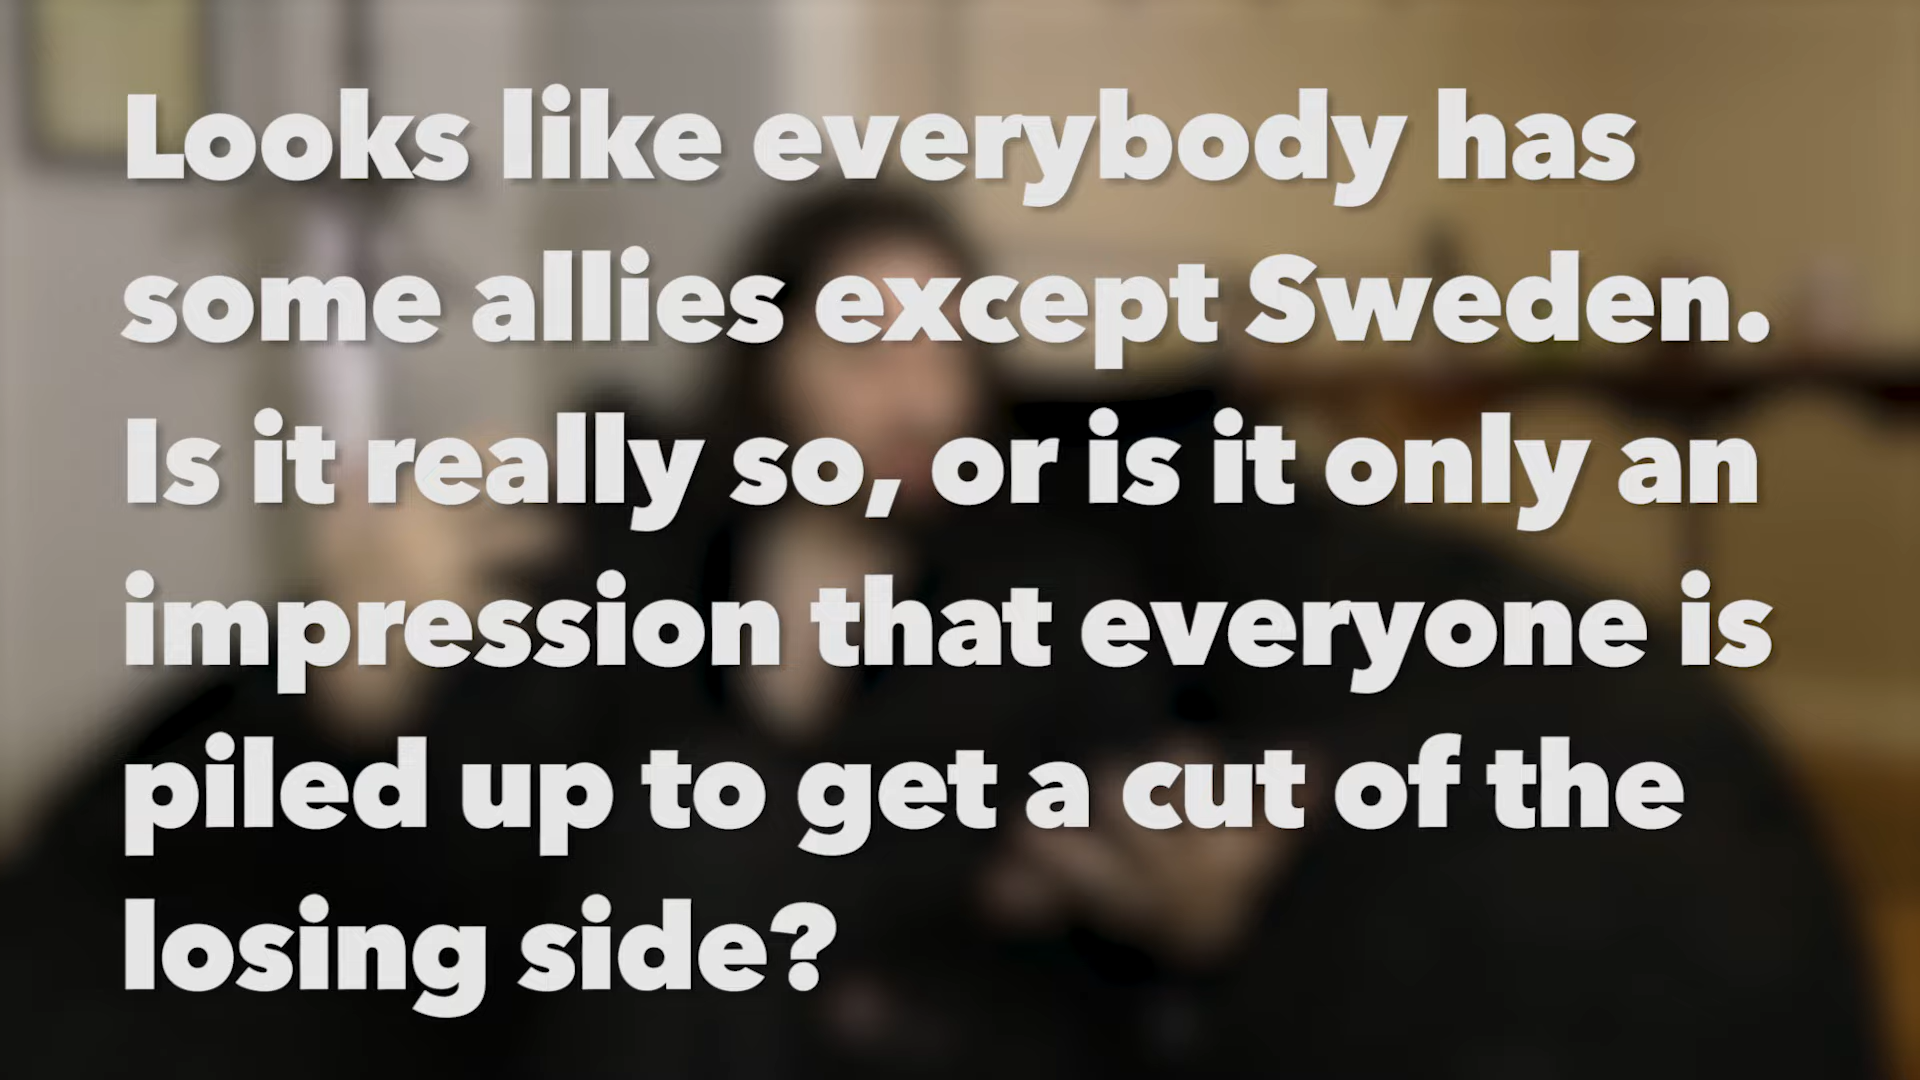 Looks like everybody has
some allies except Sweden.
Is it really so, or is it only an
impression that everyone is
piled up to get a cut of the
losing side?